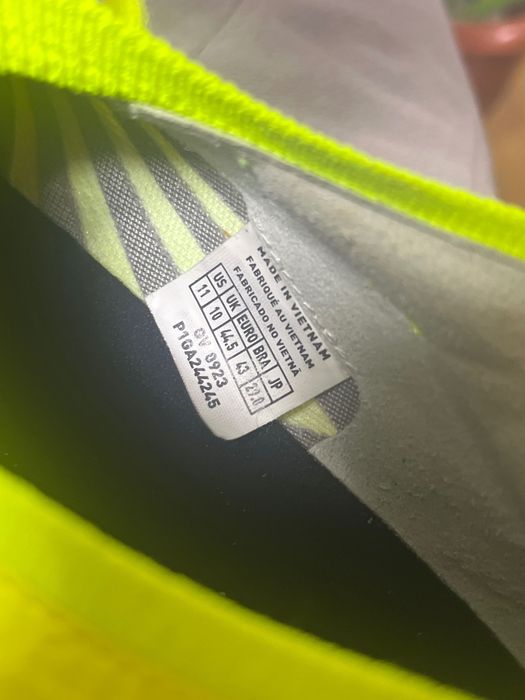 MADE IN VIETNAM
FABRIQUÉ AU VIETNAM
FABRICADO NO VIETNÃ
US UK EURO BRA JP
11 10 44.5 43 29.0
0923
P1GA244245